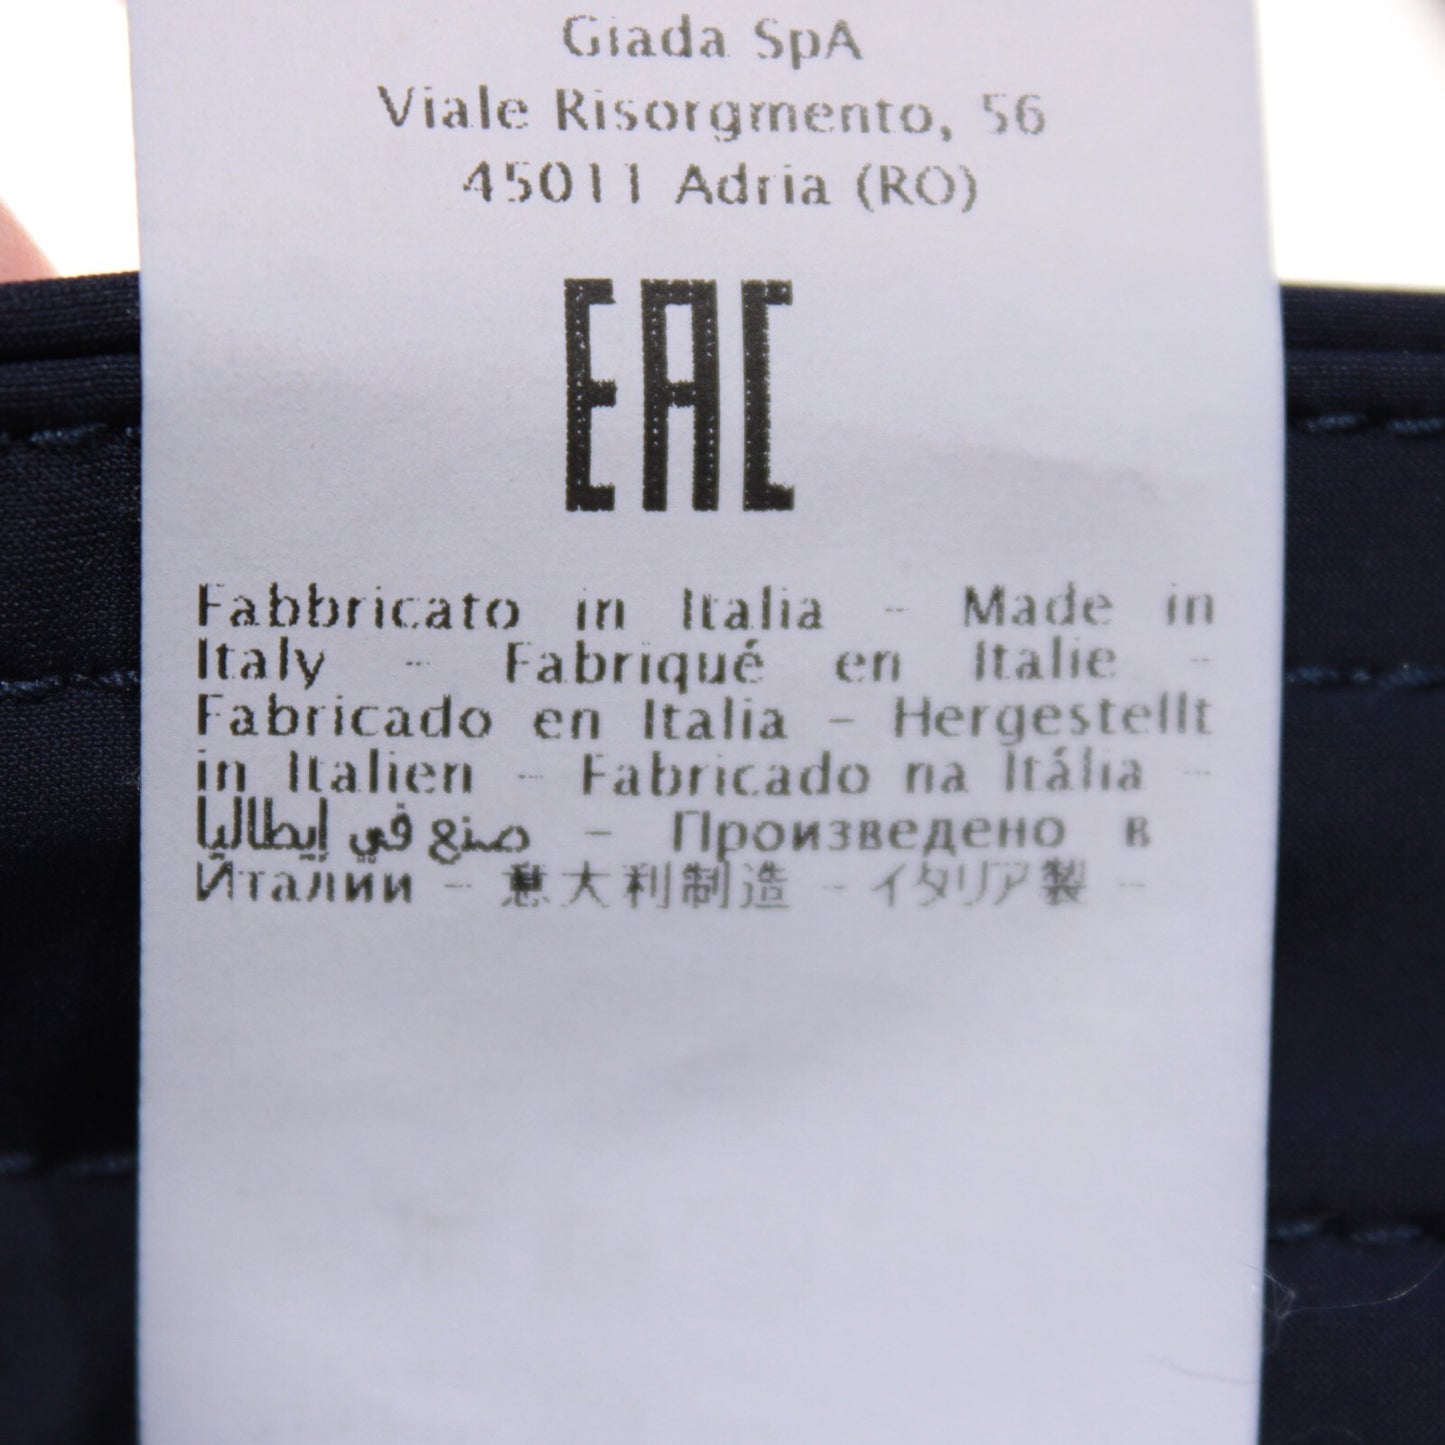 Giada SpA
Viale Risorgmento, 56
45011 Adria (RO)
EAC
Fabbricato in Italia - Made in
Italy - Fabriqué en Italie -
Fabricado en Italia - Hergestellt
in Italien - Fabricado na Itália -
صنع في إيطاليا - Произведено в
Италии - 意大利制造 - イタリア製 -